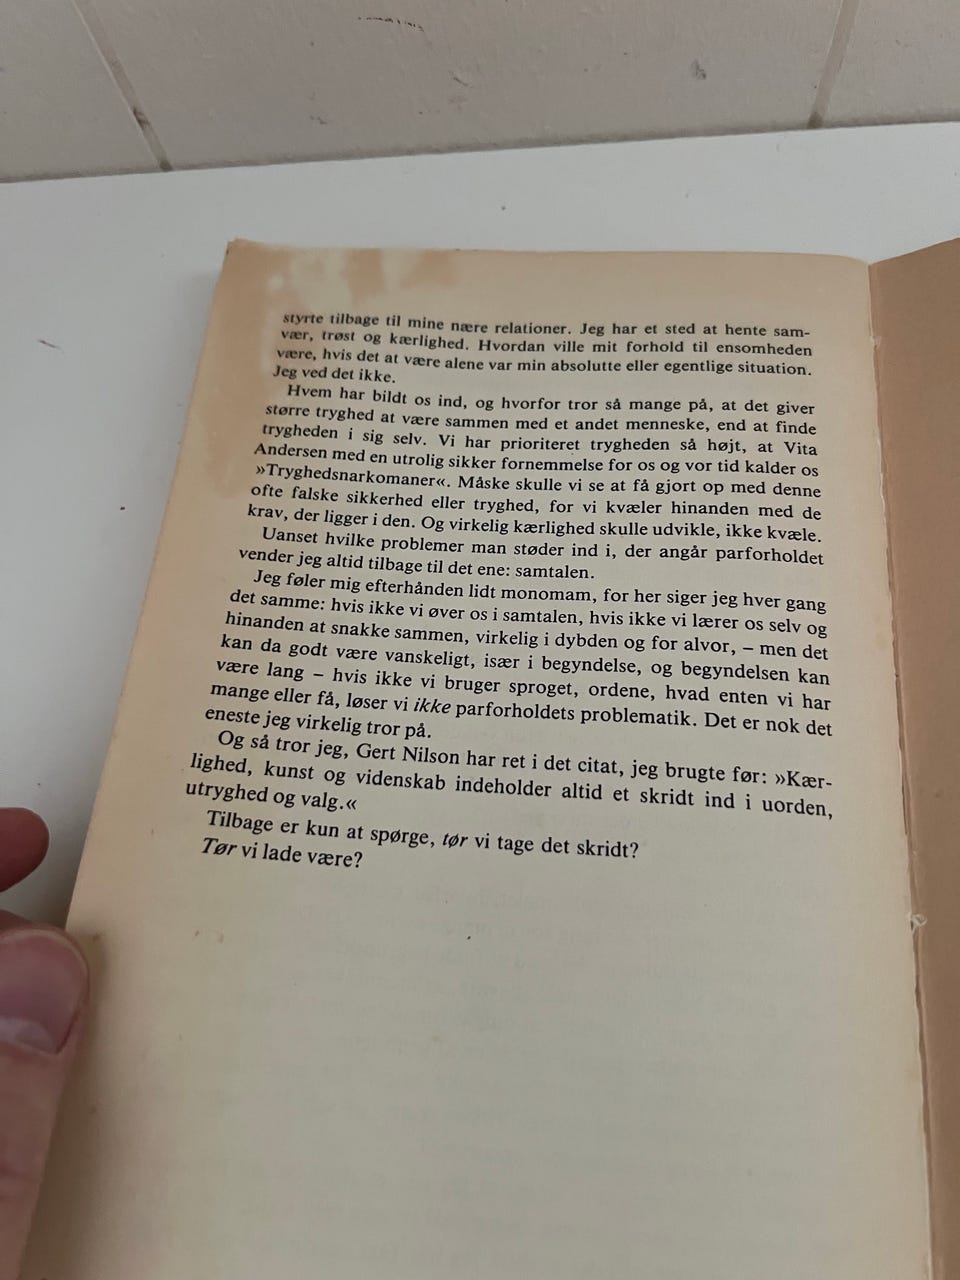 styrte tilbage til mine nære relationer. Jeg har et sted at hente sam-
vær, trøst og kærlighed. Hvordan ville mit forhold til ensomheden
være, hvis det at være alene var min absolutte eller egentlige situation.
Jeg ved det ikke.
Hvem har bildt os ind, og hvorfor tror så mange på, at det giver
større tryghed at være sammen med et andet menneske, end at finde
trygheden i sig selv. Vi har prioriteret trygheden så højt, at Vita
Andersen med en utrolig sikker fornemmelse for os og vor tid kalder os
»Tryghedsnarkomaner«. Måske skulle vi se at få gjort op med denne
ofte falske sikkerhed eller tryghed, for vi kvæler hinanden med de
krav, der ligger i den. Og virkelig kærlighed skulle udvikle, ikke kvæle.
Uanset hvilke problemer man støder ind i, der angår parforholdet
vender jeg altid tilbage til det ene: samtalen.
Jeg føler mig efterhånden lidt monomam, for her siger jeg hver gang
det samme: hvis ikke vi øver os i samtalen, hvis ikke vi lærer os selv og
hinanden at snakke sammen, virkelig i dybden og for alvor, – men det
kan da godt være vanskeligt, især i begyndelse, og begyndelsen kan
være lang – hvis ikke vi bruger sproget, ordene, hvad enten vi har
mange eller få, løser vi ikke parforholdets problematik. Det er nok det
eneste jeg virkelig tror på.
Og så tror jeg, Gert Nilson har ret i det citat, jeg brugte før: »Kær-
lighed, kunst og videnskab indeholder altid et skridt ind i uorden,
utryghed og valg.«
Tilbage er kun at spørge, tør vi tage det skridt?
Tør vi lade være?